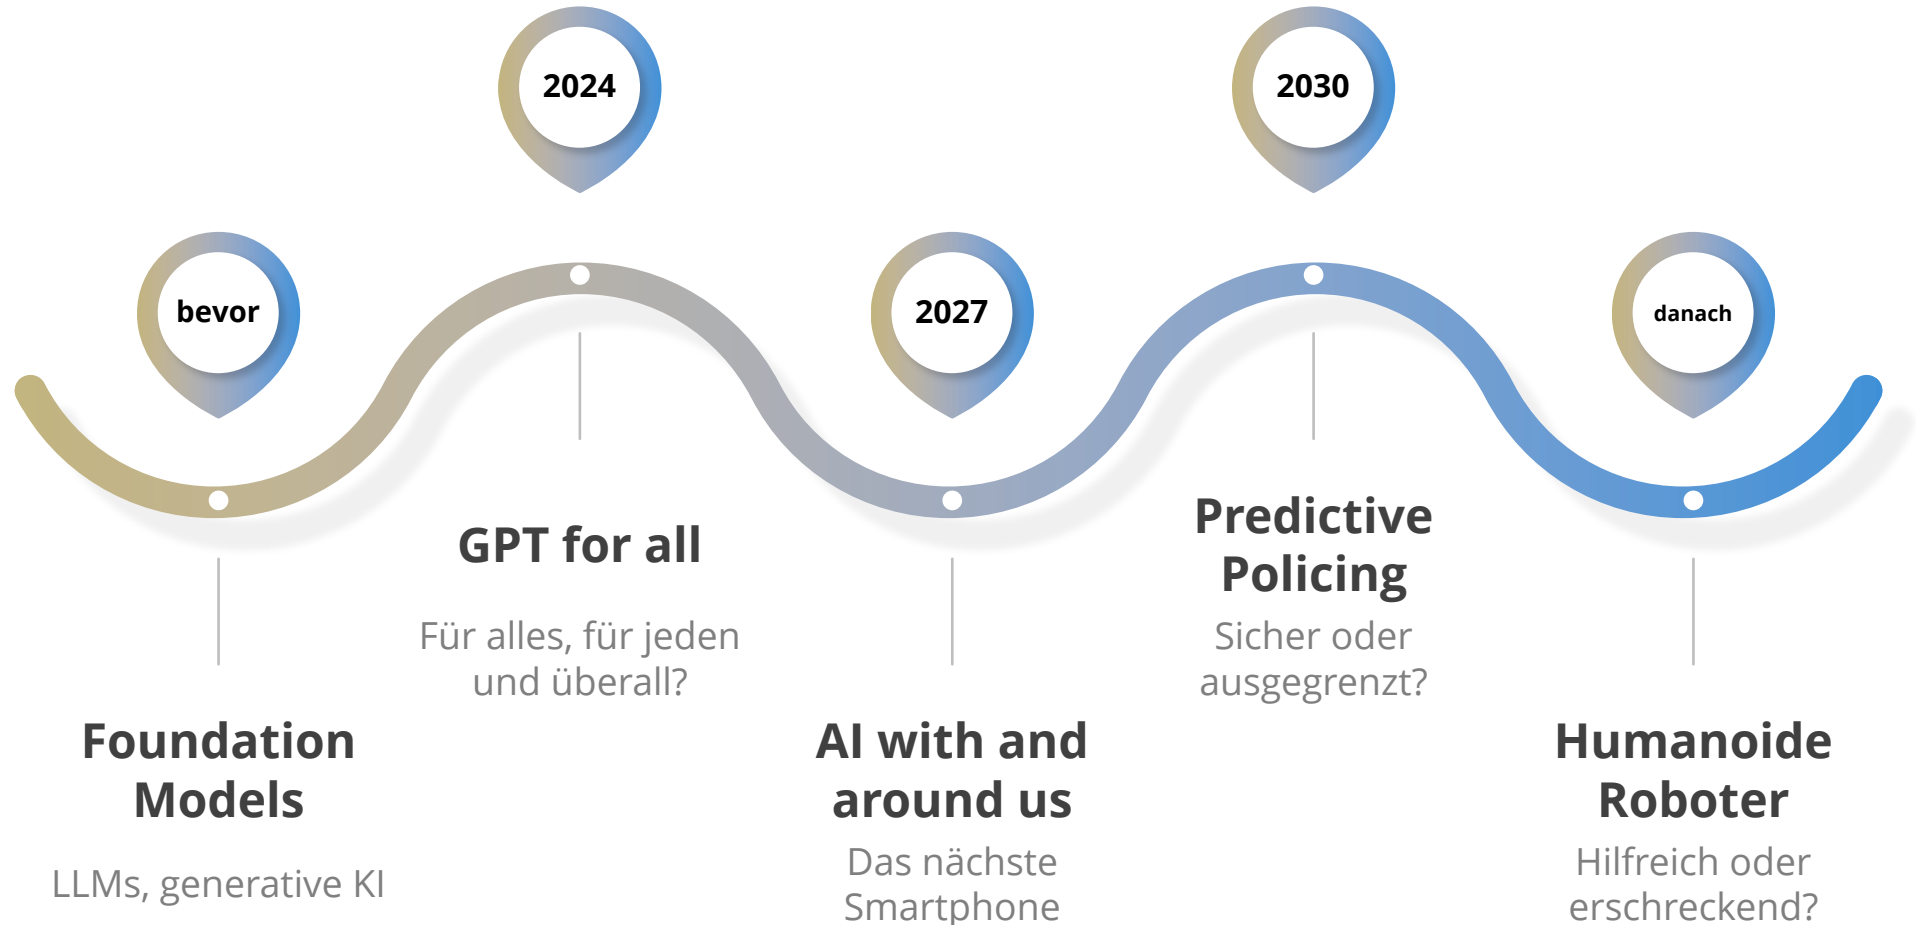 bevor
Foundation
Models
LLMs, generative KI
2024
GPT for all
Für alles, für jeden
und überall?
2027
AI with and
around us
Das nächste
Smartphone
2030
Predictive
Policing
Sicher oder
ausgegrenzt?
danach
Humanoide
Roboter
Hilfreich oder
erschreckend?